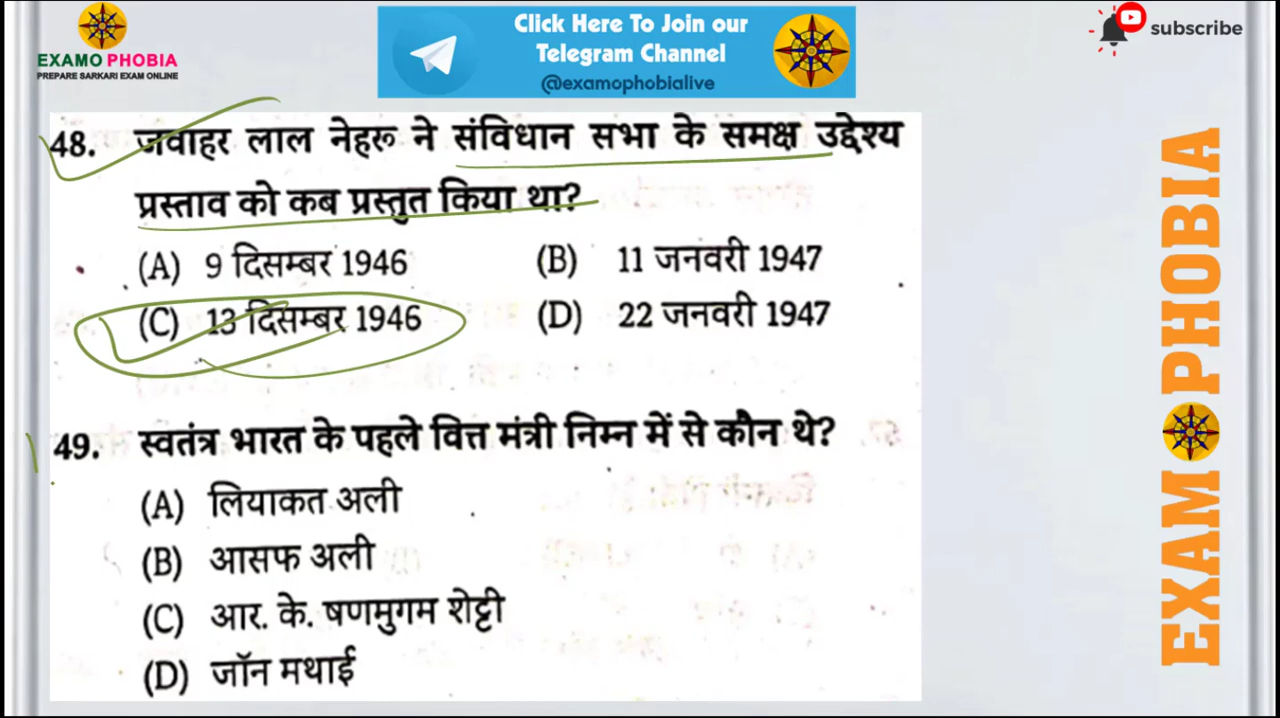 EXAMO PHOBIA
PREPARE SARKARI EXAM ONLINE
Click Here To Join our
Telegram Channel
@examophobialive
subscribe
48. जवाहर लाल नेहरू ने संविधान सभा के समक्ष उद्देश्य
प्रस्ताव को कब प्रस्तुत किया था?
(A) 9 दिसम्बर 1946 (B) 11 जनवरी 1947
(C) 13 दिसम्बर 1946 (D) 22 जनवरी 1947
49. स्वतंत्र भारत के पहले वित्त मंत्री निम्न में से कौन थे?
(A) लियाकत अली
(B) आसफ अली
(C) आर. के. षणमुगम शेट्टी
(D) जॉन मथाई
EXAM PHOBIA